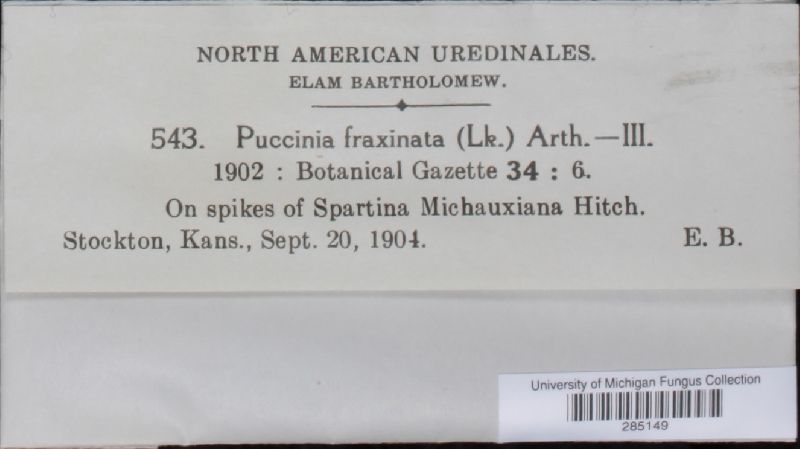 NORTH AMERICAN UREDINALES.
ELAM BARTHOLOMEW.
543. Puccinia fraxinata (Lk.) Arth.—III.
1902 : Botanical Gazette 34 : 6.
On spikes of Spartina Michauxiana Hitch.
Stockton, Kans., Sept. 20, 1904. E. B.
University of Michigan Fungus Collection
285149